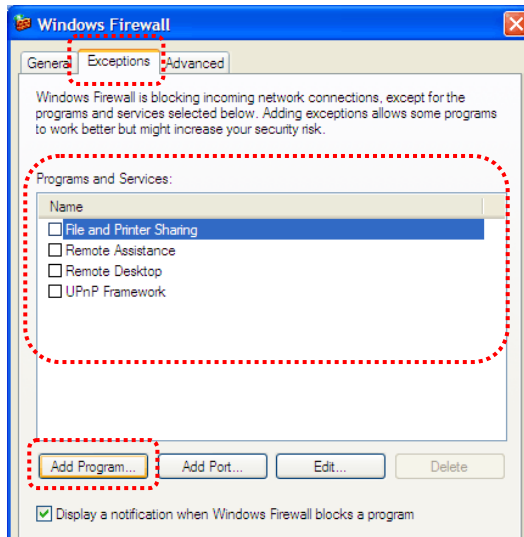 Windows Firewall
General Exceptions Advanced
Windows Firewall is blocking incoming network connections, except for the
programs and services selected below. Adding exceptions allows some programs
to work better but might increase your security risk.
Programs and Services:
Name
File and Printer Sharing
Remote Assistance
Remote Desktop
UPnP Framework
Add Program... Add Port... Edit... Delete
Display a notification when Windows Firewall blocks a program